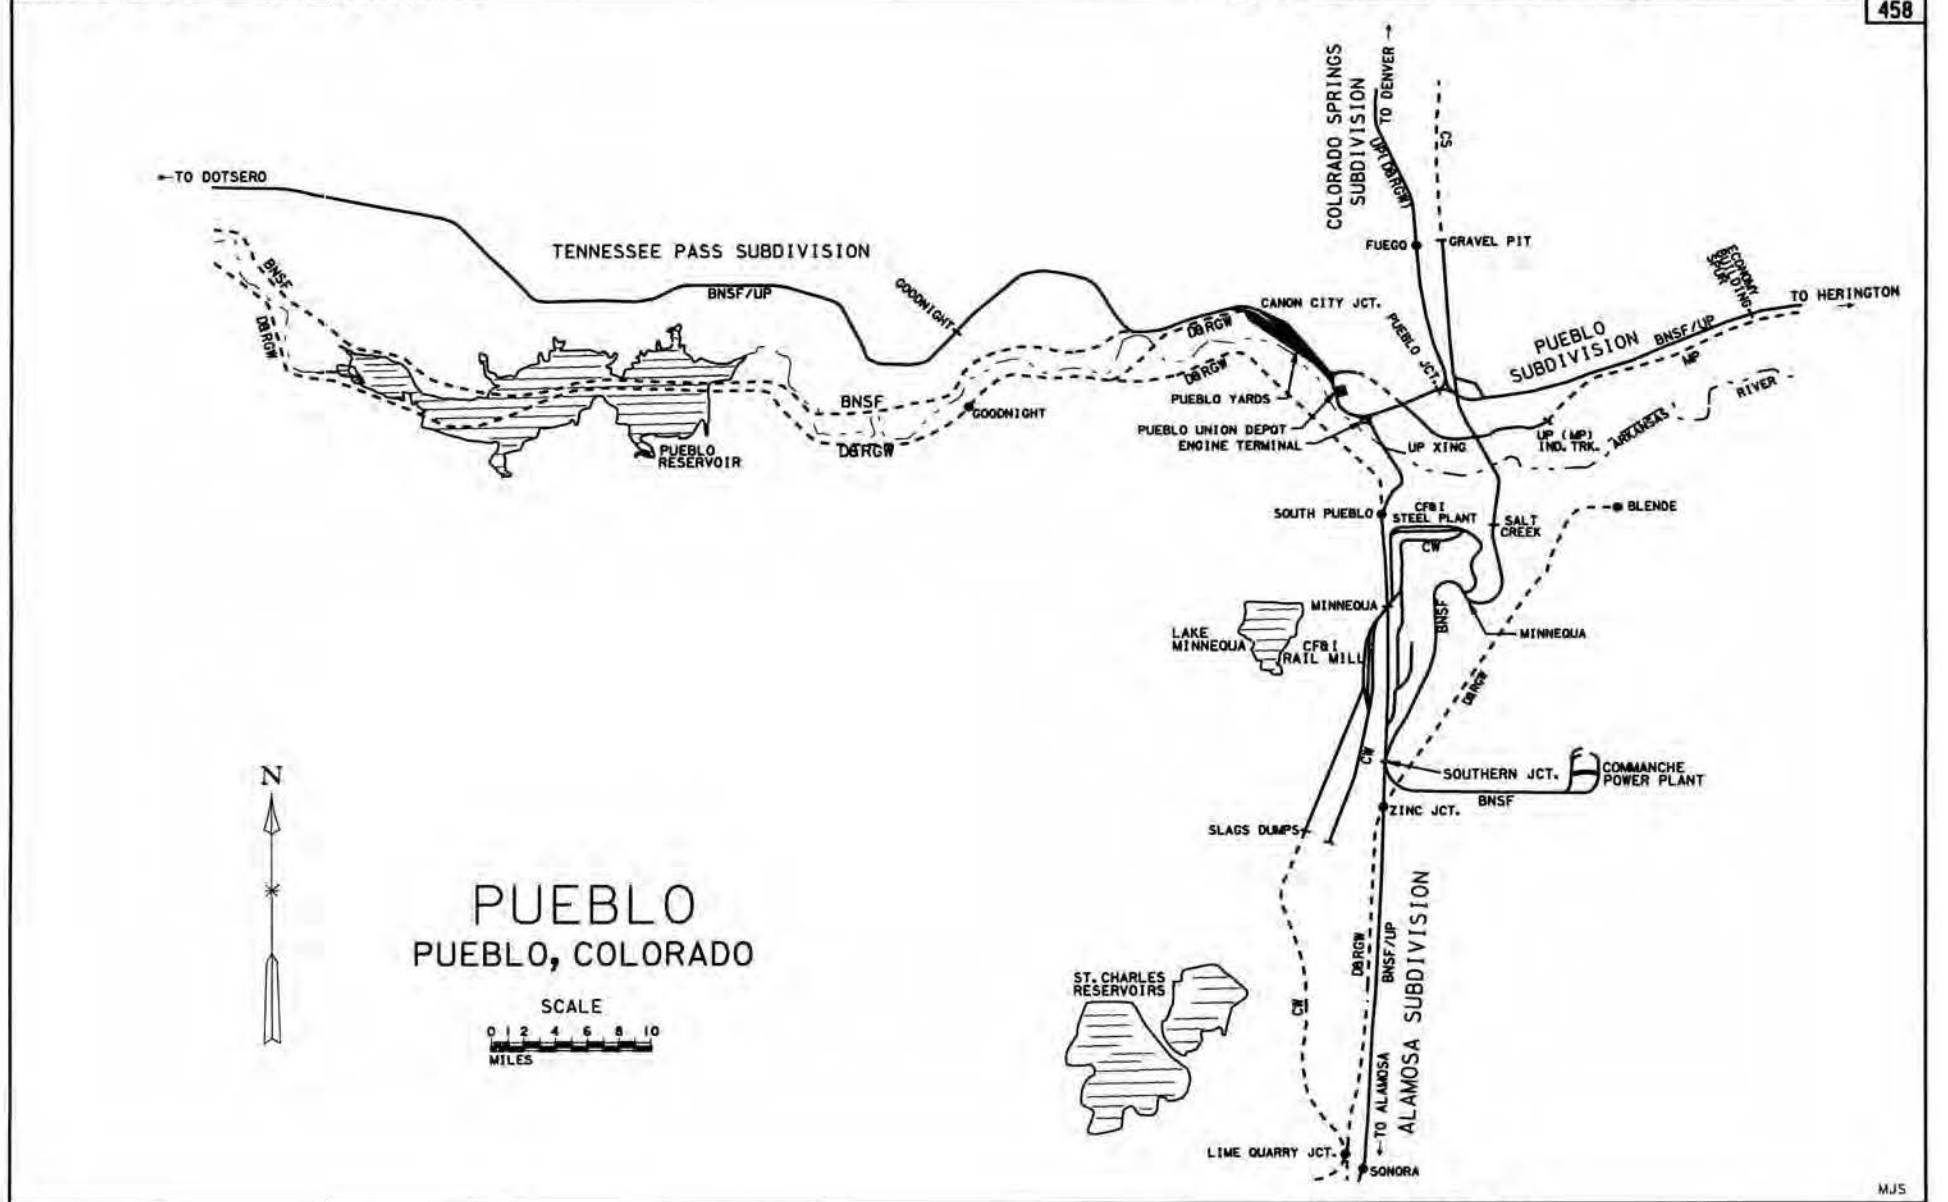 458
COLORADO SPRINGS
SUBDIVISION
TO DENVER
CS
UP(D&RGW)
TO DOTSERO
TENNESSEE PASS SUBDIVISION
FUEGO
GRAVEL PIT
ECONOMY
BUILDING
SPUR
BNSF
D&RGW
BNSF/UP
GOODNIGHT
CANON CITY JCT.
TO HERINGTON
PUEBLO JCT.
PUEBLO
SUBDIVISION
BNSF/UP
MP
D&RGW
D&RGW
RIVER
ARKANSAS
BNSF
GOODNIGHT
PUEBLO YARDS
PUEBLO UNION DEPOT
ENGINE TERMINAL
UP XING
UP (MP)
IND. TRK.
D&RGW
PUEBLO
RESERVOIR
SOUTH PUEBLO
CF&I
STEEL PLANT
CW
SALT
CREEK
BLENDE
MINNEQUA
BNSF
MINNEQUA
LAKE
MINNEQUA
CF&I
RAIL MILL
D&RGW
CW
SOUTHERN JCT.
COMMANCHE
POWER PLANT
BNSF
ZINC JCT.
SLAGS DUMPS
N
PUEBLO
PUEBLO, COLORADO
SCALE
0 1 2 4 6 8 10
MILES
ST. CHARLES
RESERVOIRS
CW
D&RGW
BNSF/UP
ALAMOSA SUBDIVISION
TO ALAMOSA
LIME QUARRY JCT.
SONORA
MJS